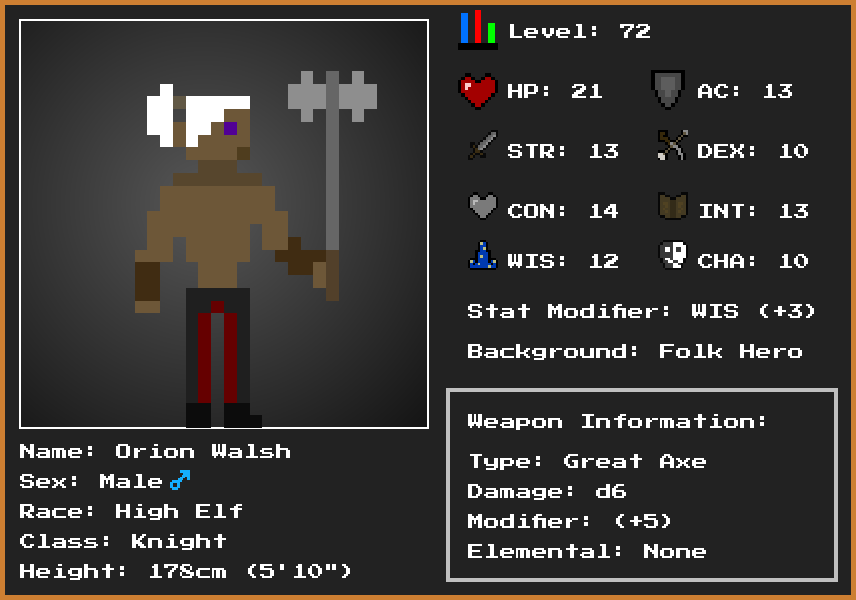 Level: 72
HP: 21
AC: 13
STR: 13
DEX: 10
CON: 14
INT: 13
WIS: 12
CHA: 10
Stat Modifier: WIS (+3)
Background: Folk Hero
Weapon Information:
Type: Great Axe
Damage: d6
Modifier: (+5)
Elemental: None
Name: Orion Walsh
Sex: Male♂
Race: High Elf
Class: Knight
Height: 178cm (5'10")